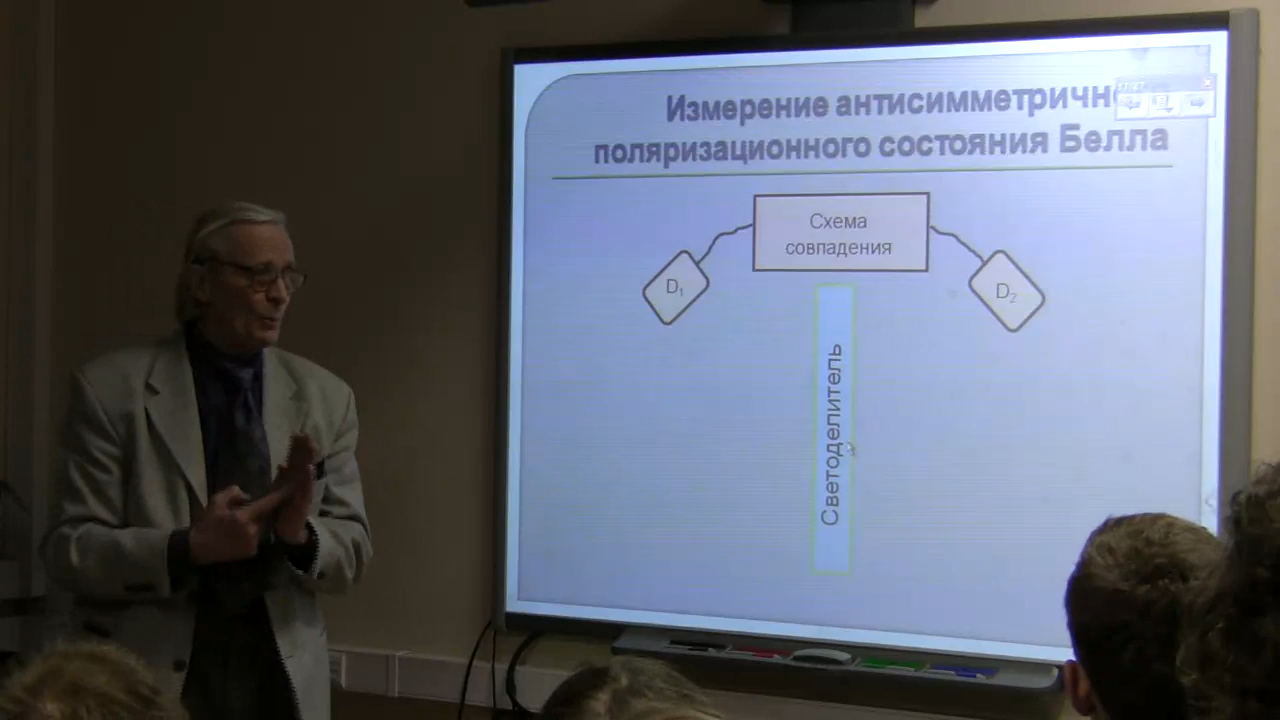 Измерение антисимметричн
поляризационного состояния Белла
Схема
совпадения
D₁
D₂
Светоделитель